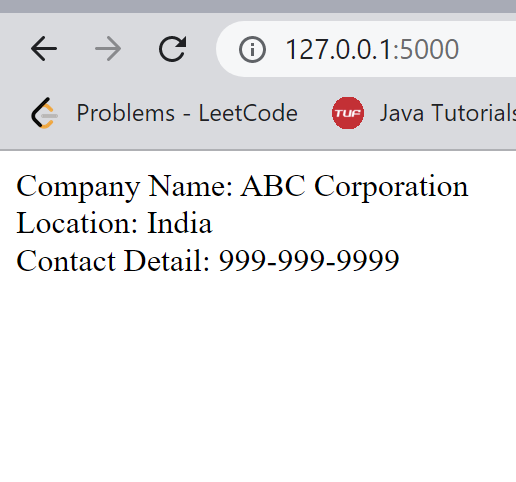 127.0.0.1:5000
Problems - LeetCode TUF Java Tutorials
Company Name: ABC Corporation
Location: India
Contact Detail: 999-999-9999